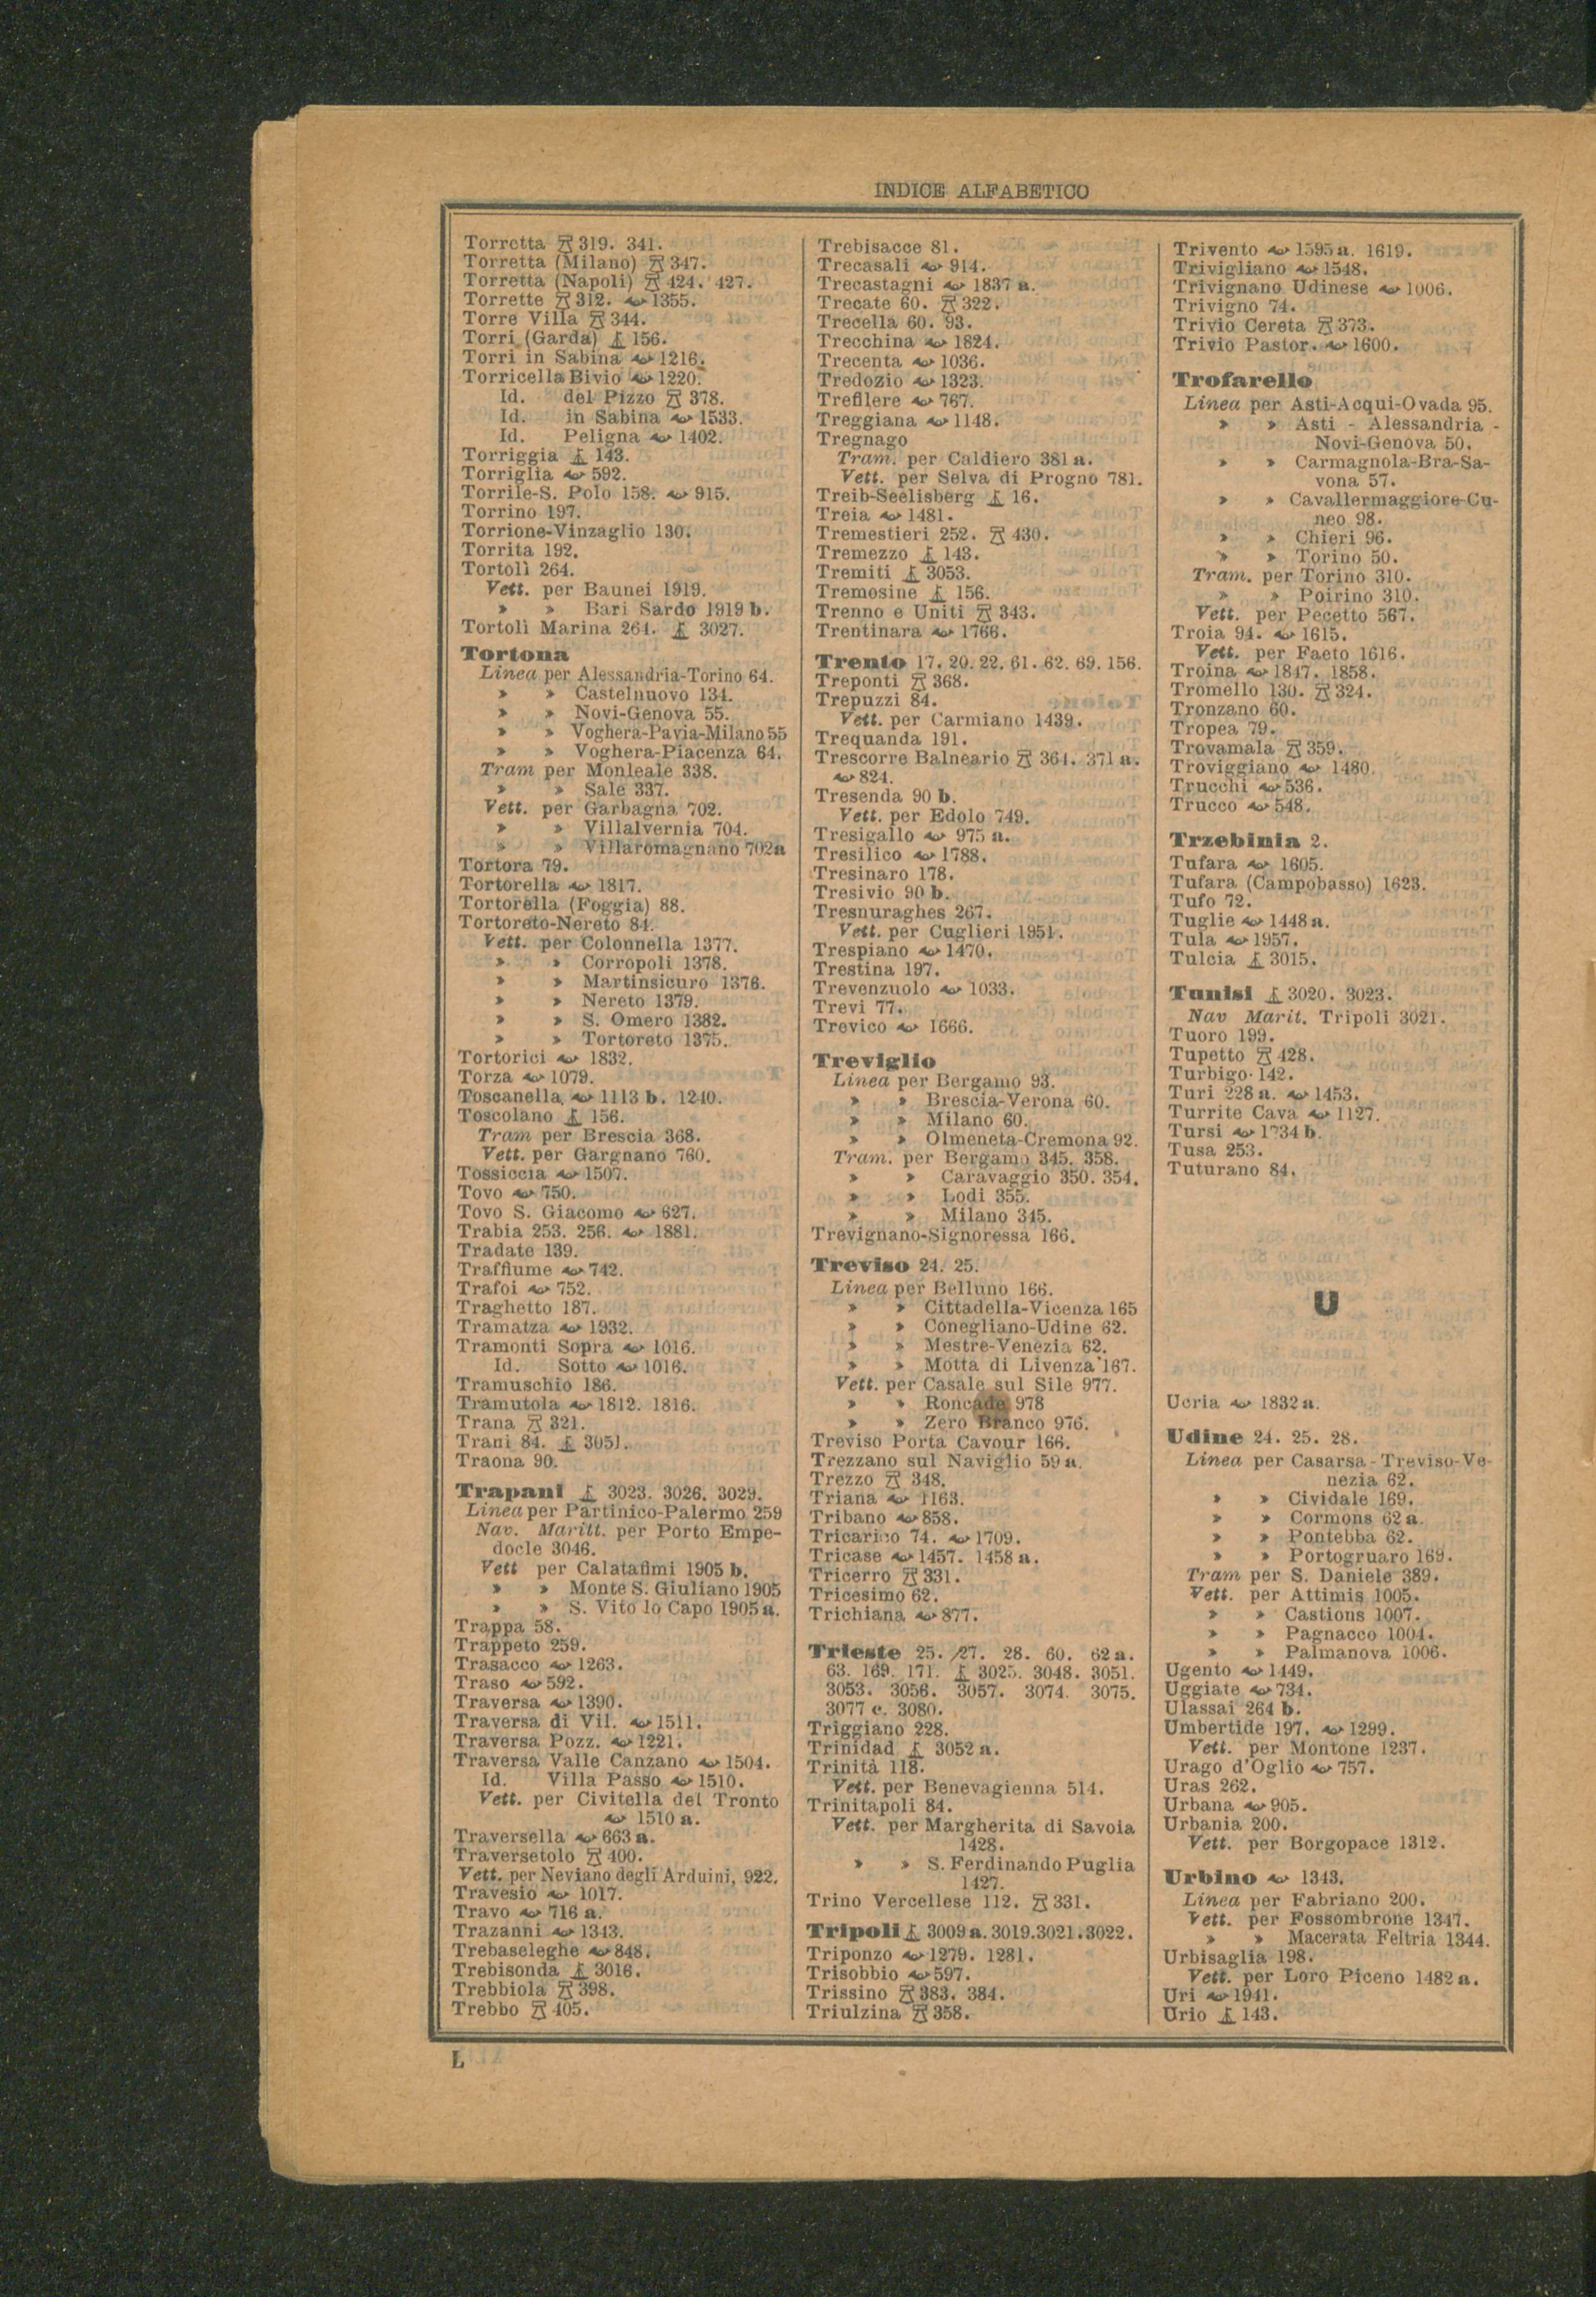 INDICE ALFABETICO
Torretta 319. 341.
Torretta (Milano) 347.
Torretta (Napoli) 424. 427.
Torrette 312. 1355.
Torre Villa 344.
Torri (Garda) 156.
Torri in Sabina 1216.
Torricella Bivio 1220.
Id. del Pizzo 378.
Id. in Sabina 1533.
Id. Peligna 1402.
Torriggia 143.
Torriglia 592.
Torrile-S. Polo 158. 915.
Torrino 197.
Torrione-Vinzaglio 130.
Torrita 192.
Tortolì 264.
Vett. per Baunei 1919.
» » Bari Sardo 1919 b.
Tortolì Marina 264. 3027.
Tortona
Linea per Alessandria-Torino 64.
» » Castelnuovo 134.
» » Novi-Genova 55.
» » Voghera-Pavia-Milano 55
» » Voghera-Piacenza 64.
Tram per Monleale 338.
» » Sale 337.
Vett. per Garbagna 702.
» » Villalvernia 704.
» » Villaromagnano 702a
Tortora 79.
Tortorella 1817.
Tortorella (Foggia) 88.
Tortoreto-Nereto 84.
Vett. per Colonnella 1377.
» » Corropoli 1378.
» » Martinsicuro 1376.
» » Nereto 1379.
» » S. Omero 1382.
» » Tortoreto 1375.
Tortorici 1832.
Torza 1079.
Toscanella 1113 b. 1240.
Toscolano 156.
Tram per Brescia 368.
Vett. per Gargnano 760.
Tossiccia 1507.
Tovo 750.
Tovo S. Giacomo 627.
Trabia 253. 256. 1881.
Tradate 139.
Traffiume 742.
Trafoi 752.
Traghetto 187.
Tramatza 1932.
Tramonti Sopra 1016.
Id. Sotto 1016.
Tramuschio 186.
Tramutola 1812. 1816.
Trana 321.
Trani 84. 3051.
Traona 90.
Trapani 3023. 3026. 3029.
Linea per Partinico-Palermo 259
Nav. Maritt. per Porto Empe-
docle 3046.
Vett per Calatafimi 1905 b.
» » Monte S. Giuliano 1905
» » S. Vito lo Capo 1905 a.
Trappa 58.
Trappeto 259.
Trasacco 1263.
Traso 592.
Traversa 1390.
Traversa di Vil. 1511.
Traversa Pozz. 1221.
Traversa Valle Canzano 1504.
Id. Villa Passo 1510.
Vett. per Civitella del Tronto
1510 a.
Traversella 663 a.
Traversetolo 400.
Vett. per Neviano degli Arduini, 922.
Travesio 1017.
Travo 716 a.
Trazanni 1343.
Trebaseleghe 848.
Trebisonda 3016.
Trebbiola 398.
Trebbo 405.
Trebisacce 81.
Trecasali 914.
Trecastagni 1837 a.
Trecate 60. 322.
Trecella 60. 93.
Trecchina 1824.
Trecenta 1036.
Tredozio 1323.
Trefilere 767.
Treggiana 1148.
Tregnago
Tram. per Caldiero 381 a.
Vett. per Selva di Progno 781.
Treib-Seelisberg 16.
Treia 1481.
Tremestieri 252. 430.
Tremezzo 143.
Tremiti 3053.
Tremosine 156.
Trenno e Uniti 343.
Trentinara 1766.
Trento 17. 20. 22. 61. 62. 69. 156.
Treponti 368.
Trepuzzi 84.
Vett. per Carmiano 1439.
Trequanda 191.
Trescorre Balneario 364. 371 a.
824.
Tresenda 90 b.
Vett. per Edolo 749.
Tresigallo 975 a.
Tresilico 1788.
Tresinaro 178.
Tresivio 90 b.
Tresnuraghes 267.
Vett. per Cuglieri 1951.
Trespiano 1470.
Trestina 197.
Trevenzuolo 1033.
Trevi 77.
Trevico 1666.
Treviglio
Linea per Bergamo 93.
» » Brescia-Verona 60.
» » Milano 60.
» » Olmeneta-Cremona 92.
Tram. per Bergamo 345. 358.
» » Caravaggio 350. 354.
» » Lodi 355.
» » Milano 345.
Trevignano-Signoressa 166.
Treviso 24. 25.
Linea per Belluno 166.
» » Cittadella-Vicenza 165
» » Conegliano-Udine 62.
» » Mestre-Venezia 62.
» » Motta di Livenza 167.
Vett. per Casale sul Sile 977.
» » Roncade 978
» » Zero Branco 976.
Treviso Porta Cavour 166.
Trezzano sul Naviglio 59 a.
Trezzo 348.
Triana 1163.
Tribano 858.
Tricarico 74. 1709.
Tricase 1457. 1458 a.
Tricerro 331.
Tricesimo 62.
Trichiana 877.
Trieste 25. 27. 28. 60. 62 a.
63. 169. 171. 3025. 3048. 3051.
3053. 3056. 3057. 3074. 3075.
3077 c. 3080.
Triggiano 228.
Trinidad 3052 a.
Trinità 118.
Vett. per Benevagienna 514.
Trinitapoli 84.
Vett. per Margherita di Savoia
1428.
» » S. Ferdinando Puglia
1427.
Trino Vercellese 112. 331.
Tripoli 3009 a. 3019. 3021. 3022.
Triponzo 1279. 1281.
Trisobbio 597.
Trissino 383. 384.
Triulzina 358.
Trivento 1595 a. 1619.
Trivigliano 1548.
Trivignano Udinese 1006.
Trivigno 74.
Trivio Cereta 373.
Trivio Pastor. 1600.
Trofarello
Linea per Asti-Acqui-Ovada 95.
» » Asti - Alessandria -
Novi-Genova 50.
» » Carmagnola-Bra-Sa-
vona 57.
» » Cavallermaggiore-Cu-
neo 98.
» » Chieri 96.
» » Torino 50.
Tram. per Torino 310.
» » Poirino 310.
Vett. per Pecetto 567.
Troia 94. 1615.
Vett. per Faeto 1616.
Troina 1847. 1858.
Tromello 130. 324.
Tronzano 60.
Tropea 79.
Trovamala 359.
Troviggiano 1480.
Trucchi 536.
Trucco 548.
Trzebinia 2.
Tufara 1605.
Tufara (Campobasso) 1623.
Tufo 72.
Tuglie 1448 a.
Tula 1957.
Tulcia 3015.
Tunisi 3020. 3023.
Nav Marit. Tripoli 3021.
Tuoro 199.
Tupetto 428.
Turbigo 142.
Turi 228 a. 1453.
Turrite Cava 1127.
Tursi 1734 b.
Tusa 253.
Tuturano 84.
U
Ucria 1832 a.
Udine 24. 25. 28.
Linea per Casarsa-Treviso-Ve-
nezia 62.
» » Cividale 169.
» » Cormons 62 a.
» » Pontebba 62.
» » Portogruaro 169.
Tram per S. Daniele 389.
Vett. per Attimis 1005.
» » Castions 1007.
» » Pagnacco 1004.
» » Palmanova 1006.
Ugento 1449.
Uggiate 734.
Ulassai 264 b.
Umbertide 197. 1299.
Vett. per Montone 1237.
Urago d'Oglio 757.
Uras 262.
Urbana 905.
Urbania 200.
Vett. per Borgopace 1312.
Urbino 1343.
Linea per Fabriano 200.
Vett. per Fossombrone 1347.
» » Macerata Feltria 1344.
Urbisaglia 198.
Vett. per Loro Piceno 1482 a.
Uri 1941.
Urio 143.
L